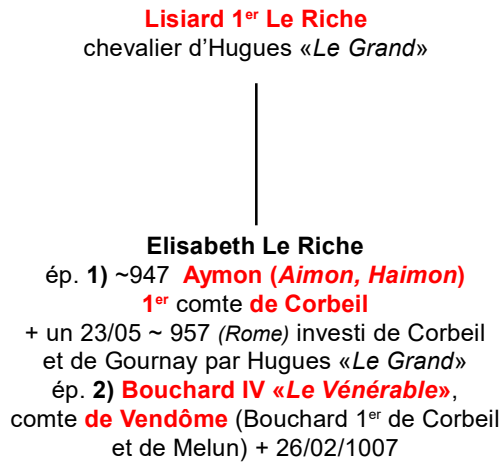 Lisiard 1er Le Riche
chevalier d’Hugues «Le Grand»
Elisabeth Le Riche
ép. 1) ~947 Aymon (Aimon, Haimon)
1er comte de Corbeil
+ un 23/05 ~ 957 (Rome) investi de Corbeil
et de Gournay par Hugues «Le Grand»
ép. 2) Bouchard IV «Le Vénérable»,
comte de Vendôme (Bouchard 1er de Corbeil
et de Melun) + 26/02/1007